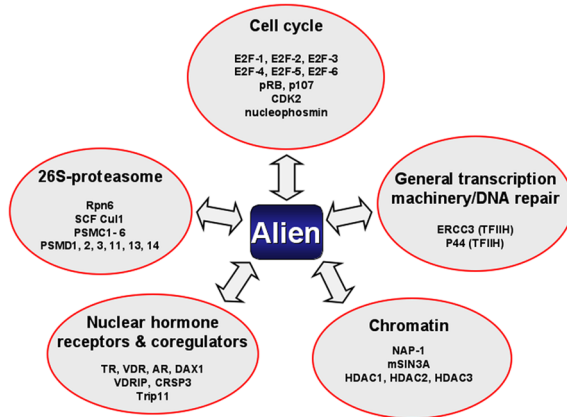 Cell cycle
E2F-1, E2F-2, E2F-3
E2F-4, E2F-5, E2F-6
pRB, p107
CDK2
nucleophosmin
26S-proteasome
Rpn6
SCF Cul1
PSMC1- 6
PSMD1, 2, 3, 11, 13, 14
General transcription
machinery/DNA repair
ERCC3 (TFIIH)
P44 (TFIIH)
Alien
Nuclear hormone
receptors & coregulators
TR, VDR, AR, DAX1
VDRIP, CRSP3
Trip11
Chromatin
NAP-1
mSIN3A
HDAC1, HDAC2, HDAC3